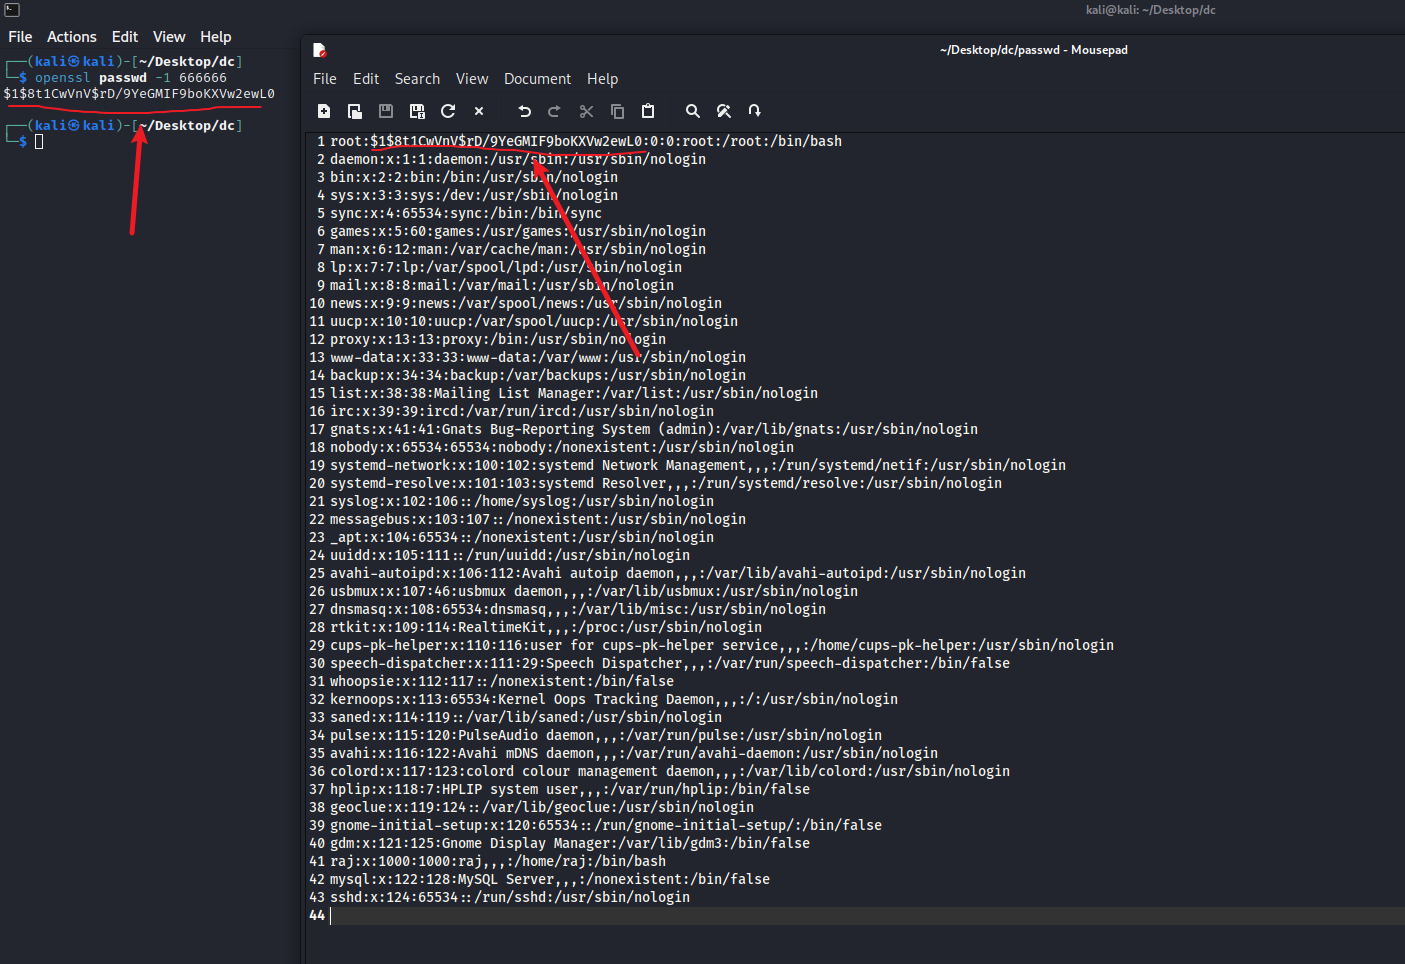 kali@kali: ~/Desktop/dc
File Actions Edit View Help
┌──(kali㉿kali)-[~/Desktop/dc]
└─$ openssl passwd -1 666666
$1$8t1CwVnV$rD/9YeGMIF9boKXVw2ewL0
┌──(kali㉿kali)-[~/Desktop/dc]
└─$
~/Desktop/dc/passwd - Mousepad
File Edit Search View Document Help
1 root:$1$8t1CwVnV$rD/9YeGMIF9boKXVw2ewL0:0:0:root:/root:/bin/bash
2 daemon:x:1:1:daemon:/usr/sbin:/usr/sbin/nologin
3 bin:x:2:2:bin:/bin:/usr/sbin/nologin
4 sys:x:3:3:sys:/dev:/usr/sbin/nologin
5 sync:x:4:65534:sync:/bin:/bin/sync
6 games:x:5:60:games:/usr/games:/usr/sbin/nologin
7 man:x:6:12:man:/var/cache/man:/usr/sbin/nologin
8 lp:x:7:7:lp:/var/spool/lpd:/usr/sbin/nologin
9 mail:x:8:8:mail:/var/mail:/usr/sbin/nologin
10 news:x:9:9:news:/var/spool/news:/usr/sbin/nologin
11 uucp:x:10:10:uucp:/var/spool/uucp:/usr/sbin/nologin
12 proxy:x:13:13:proxy:/bin:/usr/sbin/nologin
13 www-data:x:33:33:www-data:/var/www:/usr/sbin/nologin
14 backup:x:34:34:backup:/var/backups:/usr/sbin/nologin
15 list:x:38:38:Mailing List Manager:/var/list:/usr/sbin/nologin
16 irc:x:39:39:ircd:/var/run/ircd:/usr/sbin/nologin
17 gnats:x:41:41:Gnats Bug-Reporting System (admin):/var/lib/gnats:/usr/sbin/nologin
18 nobody:x:65534:65534:nobody:/nonexistent:/usr/sbin/nologin
19 systemd-network:x:100:102:systemd Network Management,,,:/run/systemd/netif:/usr/sbin/nologin
20 systemd-resolve:x:101:103:systemd Resolver,,,:/run/systemd/resolve:/usr/sbin/nologin
21 syslog:x:102:106::/home/syslog:/usr/sbin/nologin
22 messagebus:x:103:107::/nonexistent:/usr/sbin/nologin
23 _apt:x:104:65534::/nonexistent:/usr/sbin/nologin
24 uuidd:x:105:111::/run/uuidd:/usr/sbin/nologin
25 avahi-autoipd:x:106:112:Avahi autoip daemon,,,:/var/lib/avahi-autoipd:/usr/sbin/nologin
26 usbmux:x:107:46:usbmux daemon,,,:/var/lib/usbmux:/usr/sbin/nologin
27 dnsmasq:x:108:65534:dnsmasq,,,:/var/lib/misc:/usr/sbin/nologin
28 rtkit:x:109:114:RealtimeKit,,,:/proc:/usr/sbin/nologin
29 cups-pk-helper:x:110:116:user for cups-pk-helper service,,,:/home/cups-pk-helper:/usr/sbin/nologin
30 speech-dispatcher:x:111:29:Speech Dispatcher,,,:/var/run/speech-dispatcher:/bin/false
31 whoopsie:x:112:117::/nonexistent:/bin/false
32 kernoops:x:113:65534:Kernel Oops Tracking Daemon,,,:/:/usr/sbin/nologin
33 saned:x:114:119::/var/lib/saned:/usr/sbin/nologin
34 pulse:x:115:120:PulseAudio daemon,,,:/var/run/pulse:/usr/sbin/nologin
35 avahi:x:116:122:Avahi mDNS daemon,,,:/var/run/avahi-daemon:/usr/sbin/nologin
36 colord:x:117:123:colord colour management daemon,,,:/var/lib/colord:/usr/sbin/nologin
37 hplip:x:118:7:HPLIP system user,,,:/var/run/hplip:/bin/false
38 geoclue:x:119:124::/var/lib/geoclue:/usr/sbin/nologin
39 gnome-initial-setup:x:120:65534::/run/gnome-initial-setup/:/bin/false
40 gdm:x:121:125:Gnome Display Manager:/var/lib/gdm3:/bin/false
41 raj:x:1000:1000:raj,,,:/home/raj:/bin/bash
42 mysql:x:122:128:MySQL Server,,,:/nonexistent:/bin/false
43 sshd:x:124:65534::/run/sshd:/usr/sbin/nologin
44